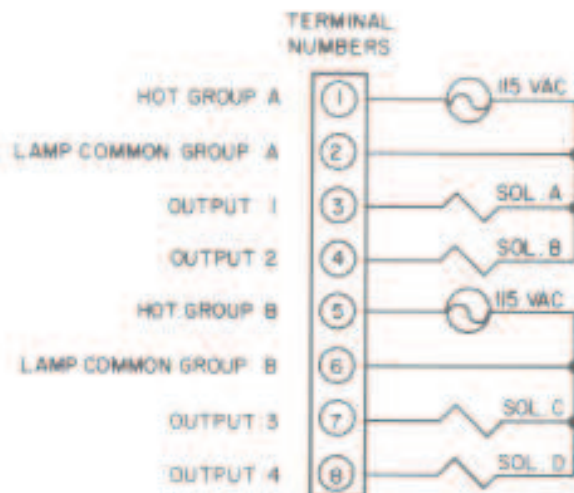 TERMINAL
NUMBERS
HOT GROUP A 1 115 VAC
LAMP COMMON GROUP A 2
OUTPUT 1 3 SOL. A
OUTPUT 2 4 SOL. B
HOT GROUP B 5 115 VAC
LAMP COMMON GROUP B 6
OUTPUT 3 7 SOL. C
OUTPUT 4 8 SOL. D